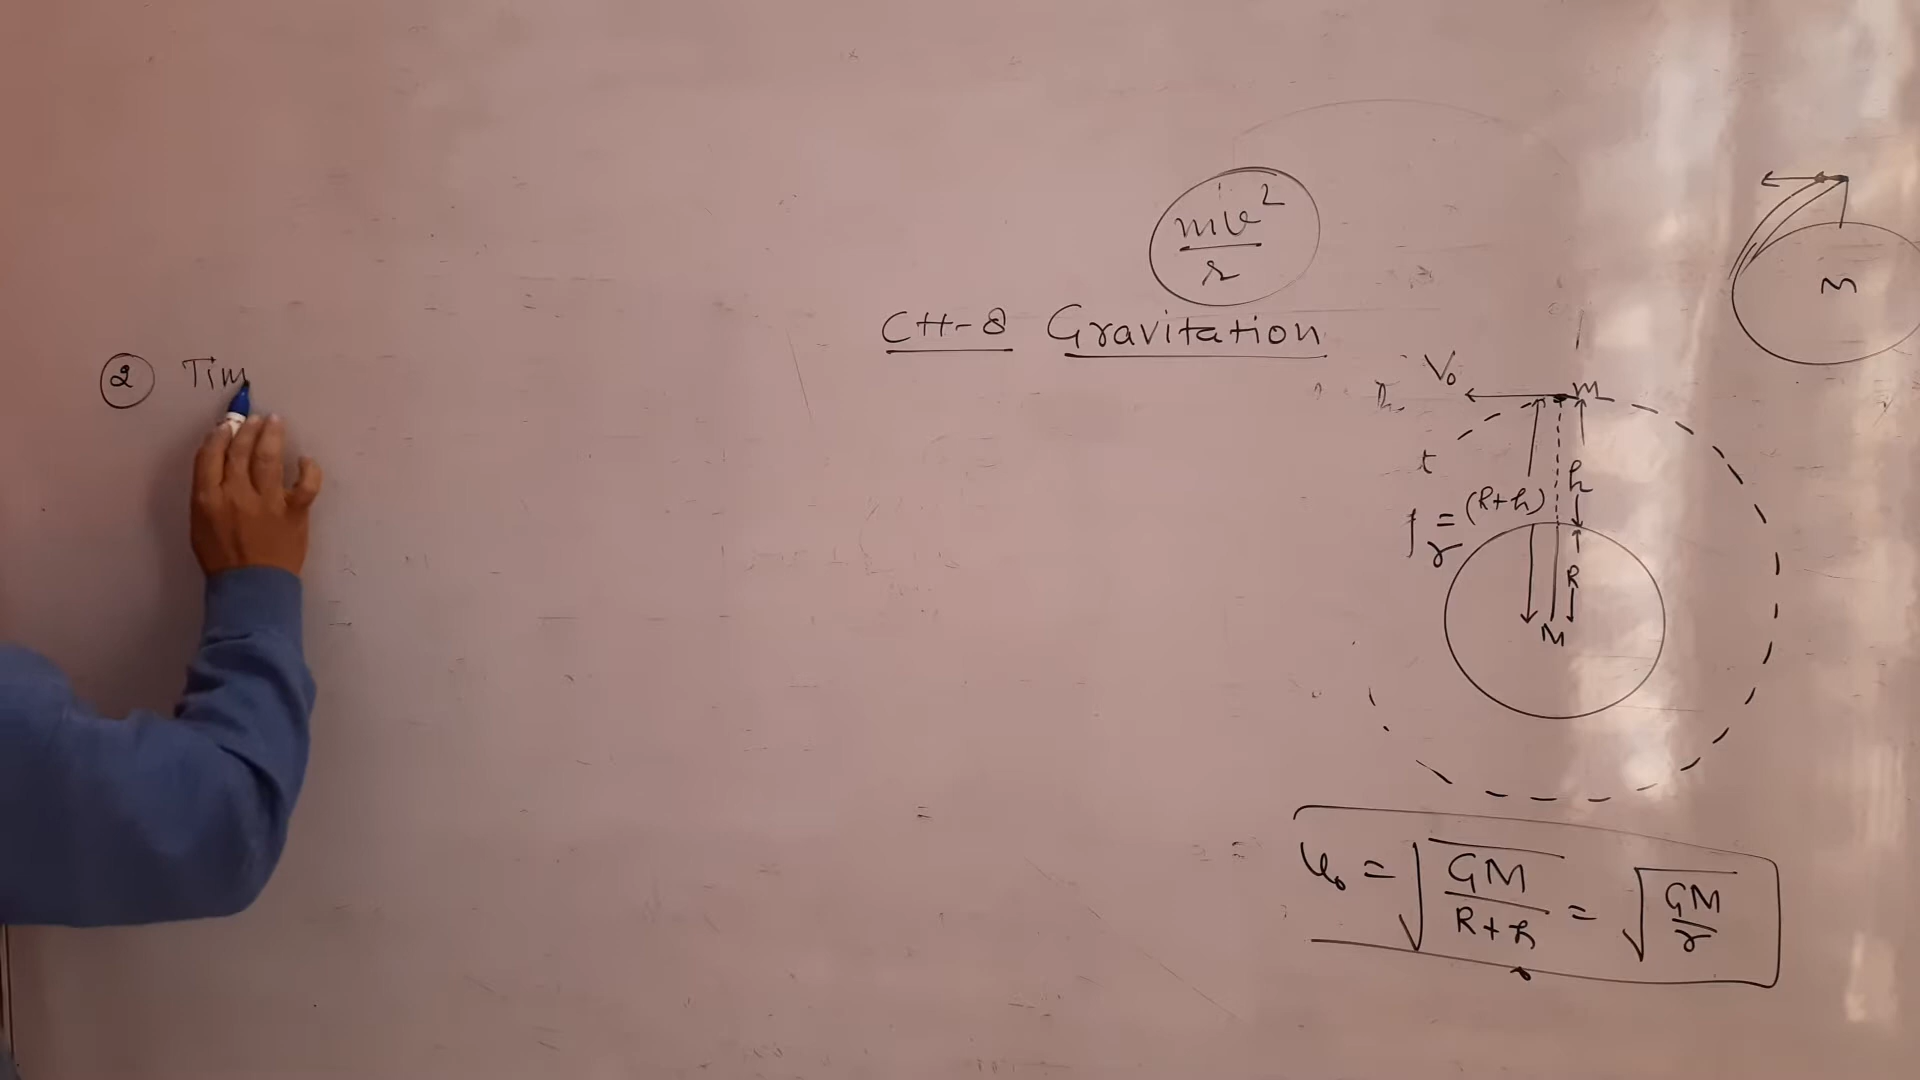 mv²/r
CH-8 Gravitation
② Tim
M
V₀
m
t
h
= (R+h)
r
R
M
v₀ = √(GM/(R+h)) = √(GM/r)